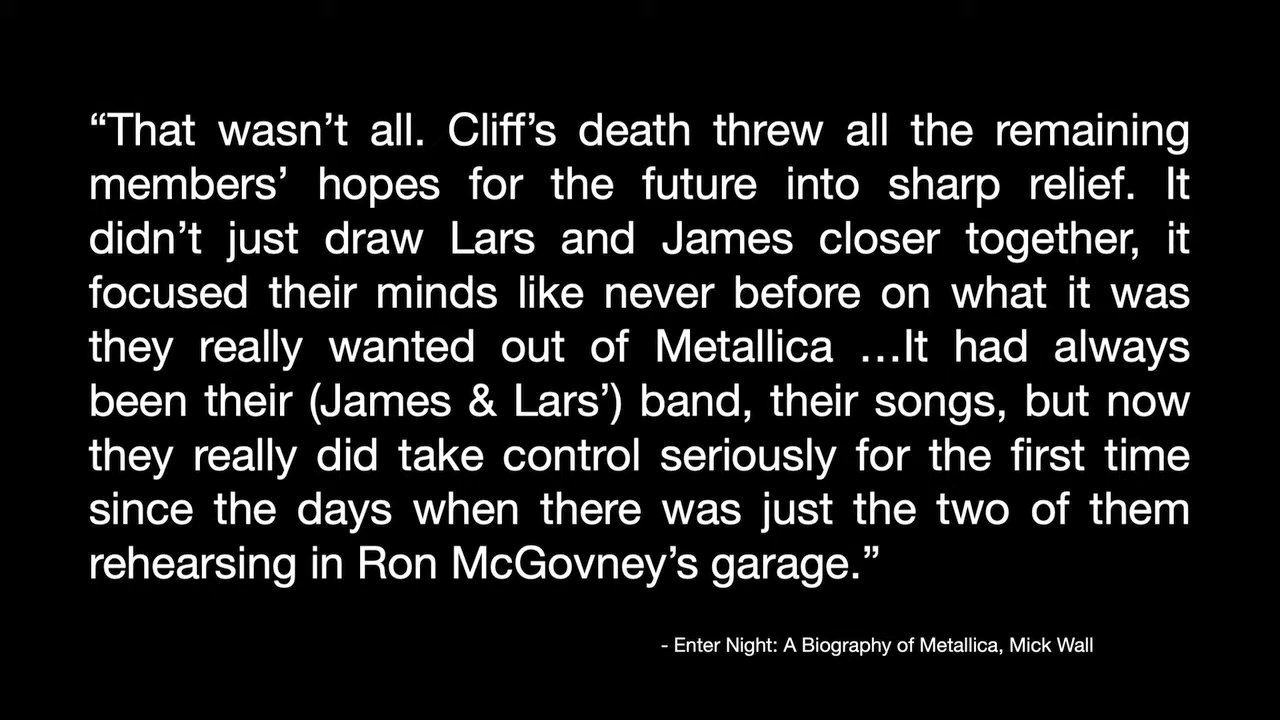 “That wasn’t all. Cliff’s death threw all the remaining
members’ hopes for the future into sharp relief. It
didn’t just draw Lars and James closer together, it
focused their minds like never before on what it was
they really wanted out of Metallica ...It had always
been their (James & Lars’) band, their songs, but now
they really did take control seriously for the first time
since the days when there was just the two of them
rehearsing in Ron McGovney’s garage.”
- Enter Night: A Biography of Metallica, Mick Wall